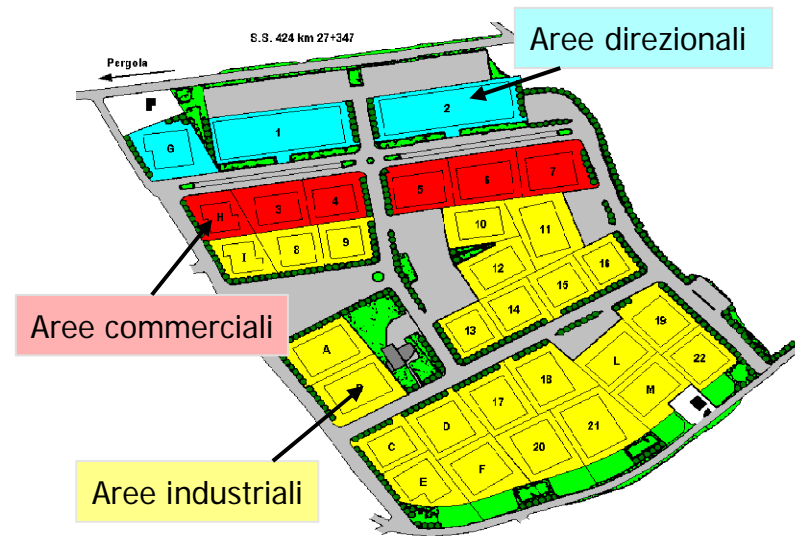 S.S. 424 km 27+347
Aree direzionali
Pergola
1
2
G
H
3
4
5
6
7
I
8
9
10
11
12
13
14
15
16
Aree commerciali
A
B
19
L
22
M
C
D
17
18
E
F
20
21
Aree industriali